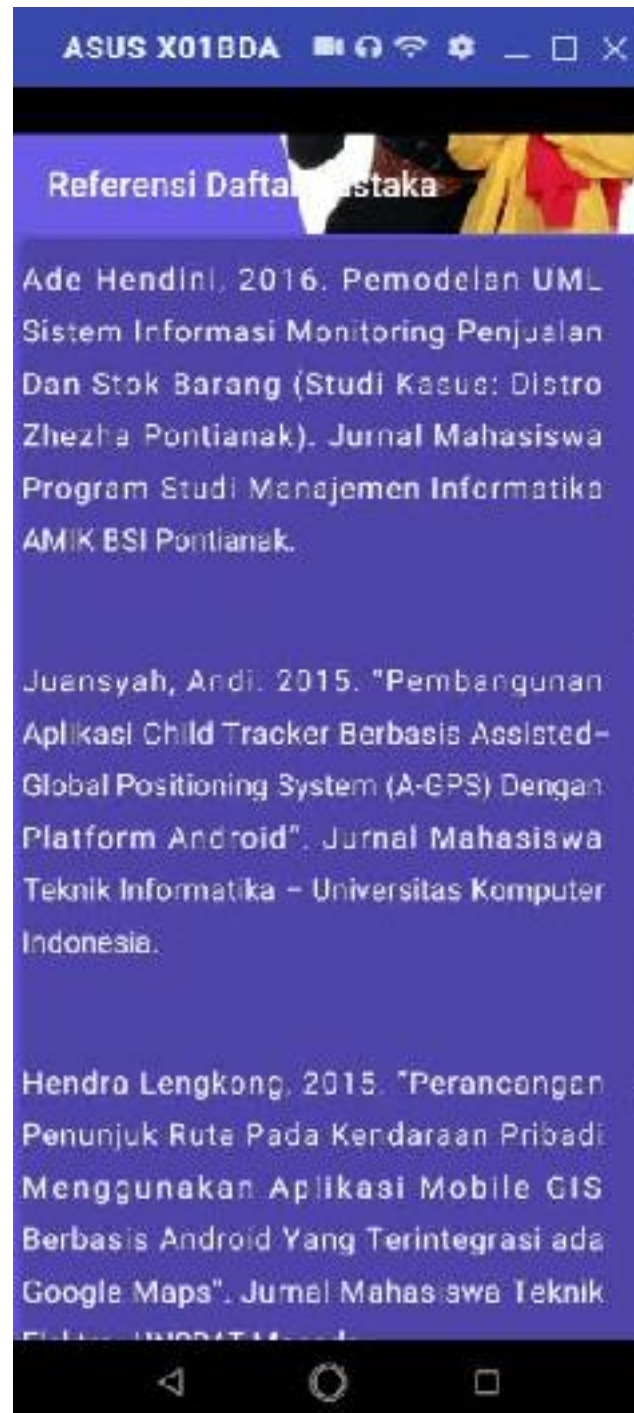 ASUS X01BDA
Referensi Daftar Pustaka
Ade Hendini, 2016. Pemodelan UML
Sistem Informasi Monitoring Penjualan
Dan Stok Barang (Studi Kasus: Distro
Zhezha Pontianak). Jurnal Mahasiswa
Program Studi Manajemen Informatika
AMIK BSI Pontianak.
Juansyah, Andi. 2015. "Pembangunan
Aplikasi Child Tracker Berbasis Assisted–
Global Positioning System (A-GPS) Dengan
Platform Android". Jurnal Mahasiswa
Teknik Informatika – Universitas Komputer
Indonesia.
Hendra Lengkong, 2015. "Perancangan
Penunjuk Rute Pada Kendaraan Pribadi
Menggunakan Aplikasi Mobile GIS
Berbasis Android Yang Terintegrasi ada
Google Maps". Jurnal Mahasiswa Teknik